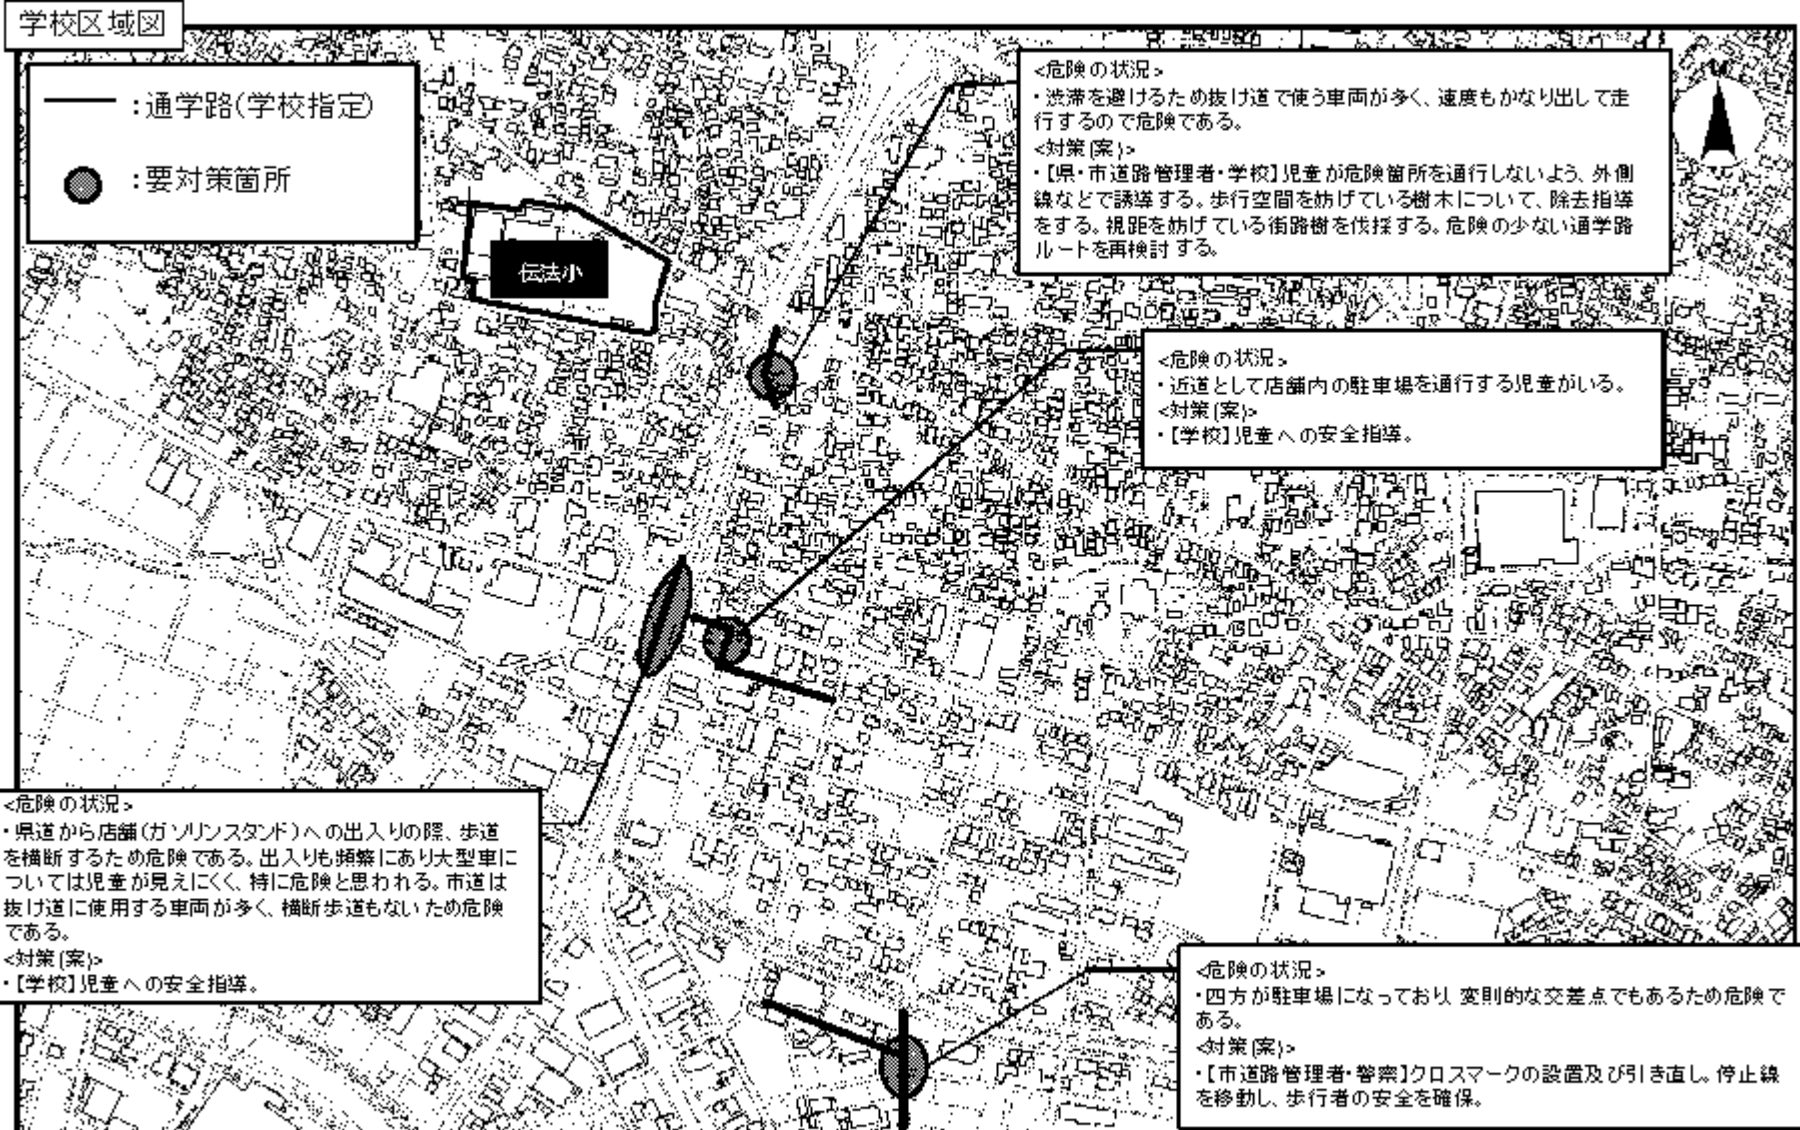 学校区域図
：通学路(学校指定)
：要対策箇所
伝法小
<危険の状況>
・渋滞を避けるため抜け道で使う車両が多く、速度もかなり出して走
行するので危険である。
<対策(案)>
・【県・市道路管理者・学校】児童が危険箇所を通行しないよう、外側
線などで誘導する。歩行空間を妨げている樹木について、除去指導
をする。視距を妨げている街路樹を伐採する。危険の少ない通学路
ルートを再検討する。
<危険の状況>
・近道として店舗内の駐車場を通行する児童がいる。
<対策(案)>
・【学校】児童への安全指導。
<危険の状況>
・県道から店舗(ガソリンスタンド)への出入りの際、歩道
を横断するため危険である。出入りも頻繁にあり大型車に
ついては児童が見えにくく、特に危険と思われる。市道は
抜け道に使用する車両が多く、横断歩道もないため危険
である。
<対策(案)>
・【学校】児童への安全指導。
<危険の状況>
・四方が駐車場になっており、変則的な交差点でもあるため危険で
ある。
<対策(案)>
・【市道路管理者・警察】クロスマークの設置及び引き直し。停止線
を移動し、歩行者の安全を確保。